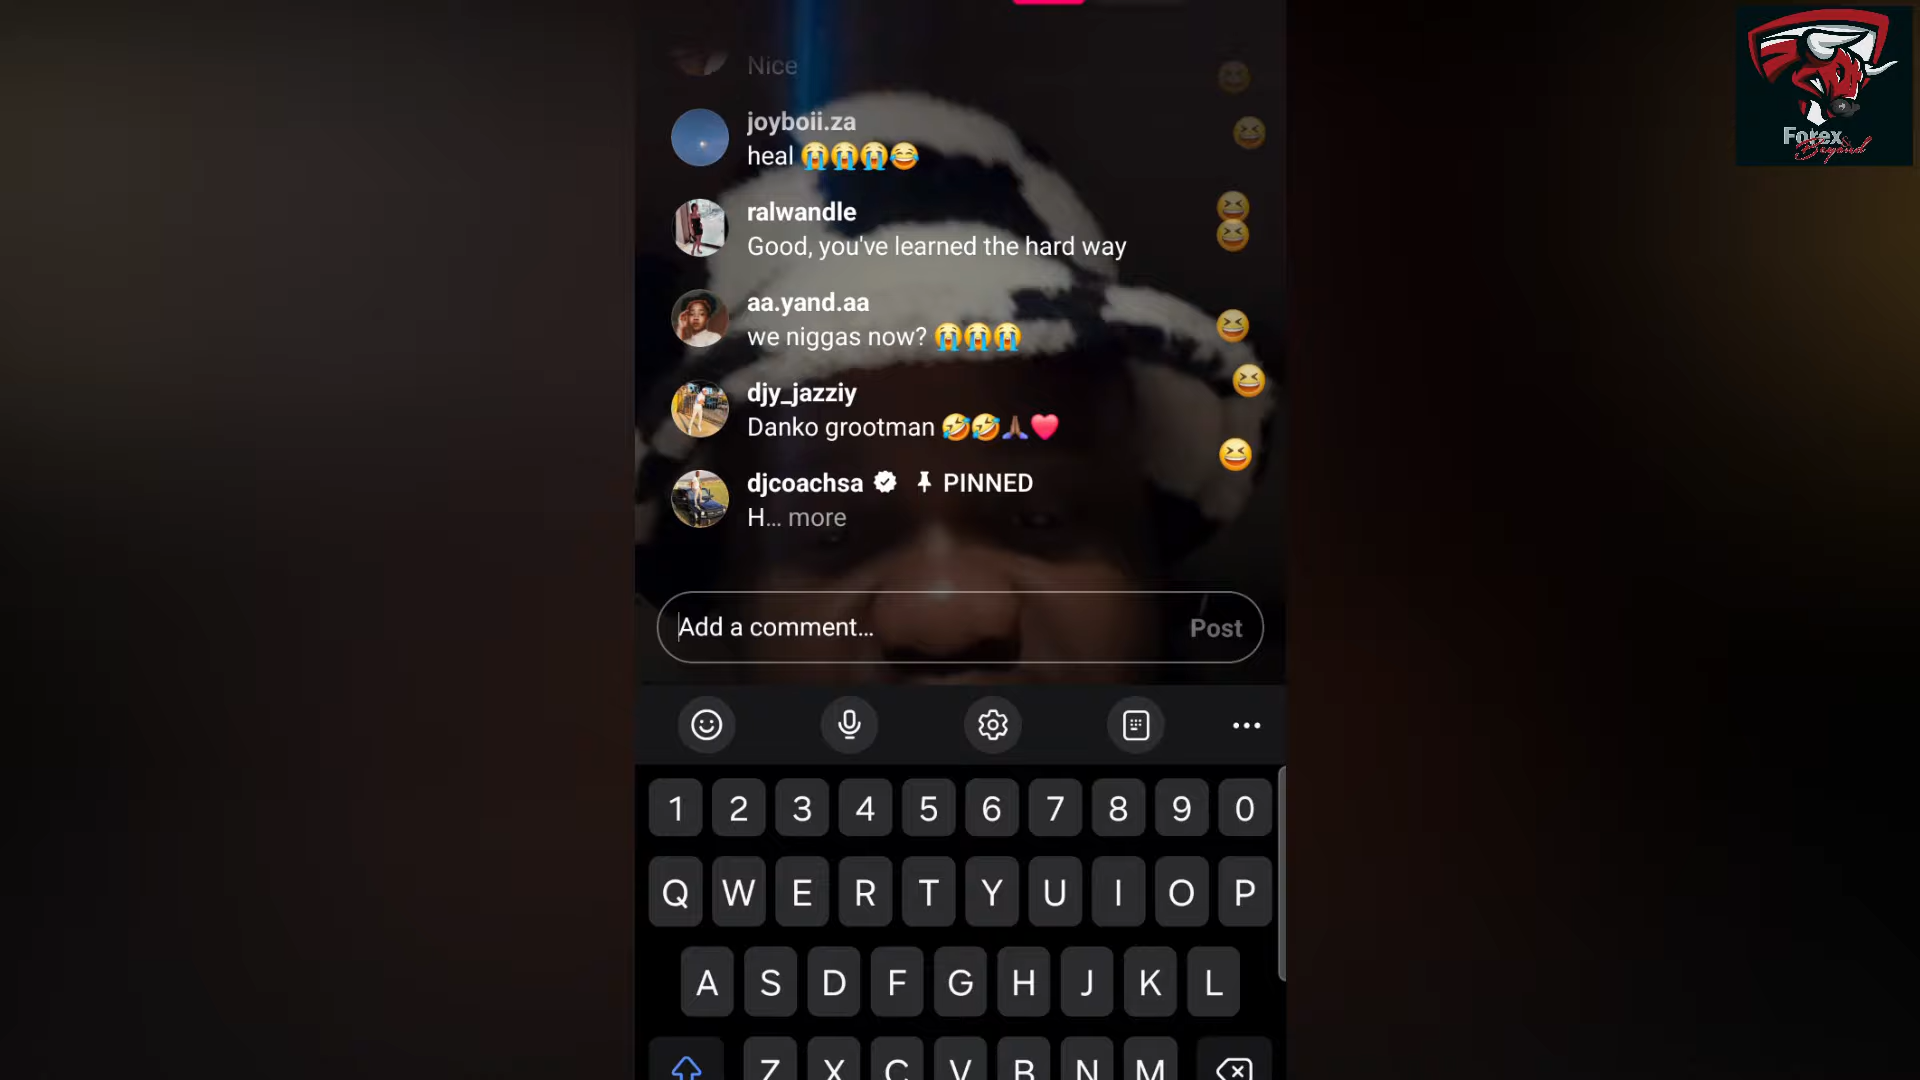 Nice
joyboii.za
heal 😭😭😭😂
ralwandle
Good, you've learned the hard way
aa.yand.aa
we niggas now? 😭😭😭
djy_jazziy
Danko grootman 🤣🤣🙏🏾❤️
djcoachsa PINNED
H... more
Add a comment...
Post
1 2 3 4 5 6 7 8 9 0
Q W E R T Y U I O P
A S D F G H J K L
Z X C V B N M
Forex
Beyond